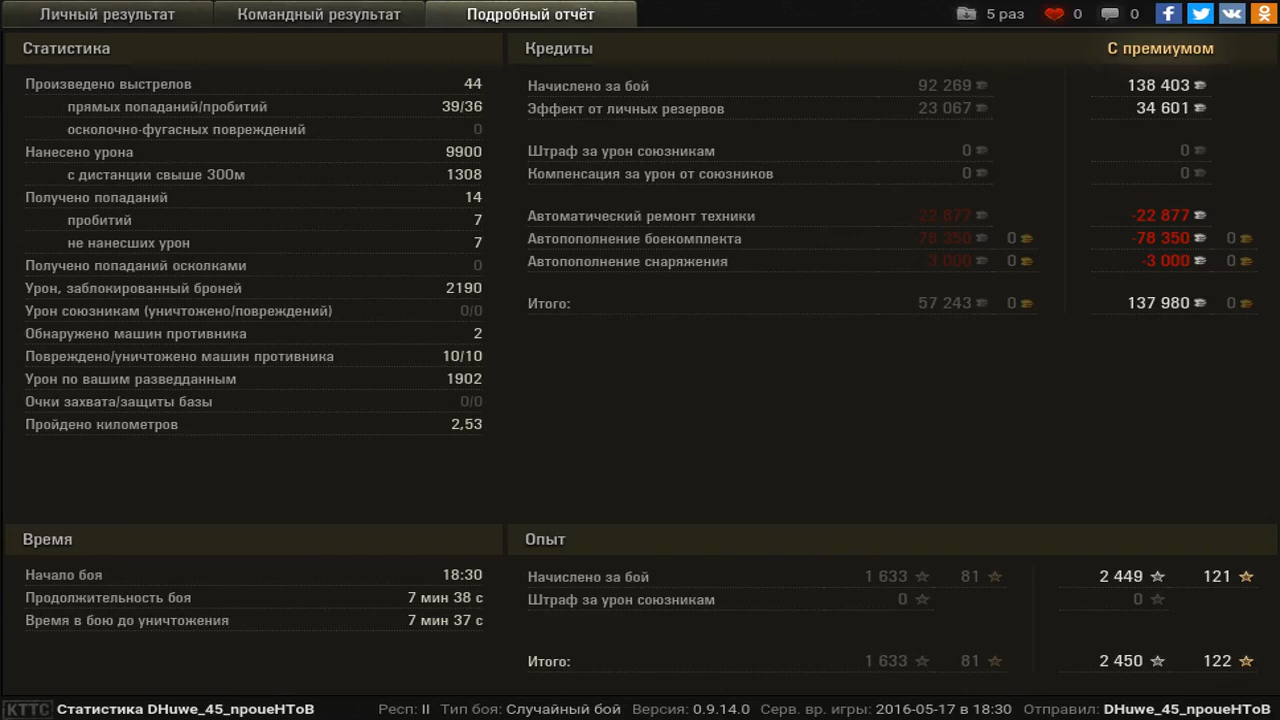 Личный результат Командный результат Подробный отчёт 5 раз 0 0
Статистика
Произведено выстрелов 44
прямых попаданий/пробитий 39/36
осколочно-фугасных повреждений 0
Нанесено урона 9900
с дистанции свыше 300м 1308
Получено попаданий 14
пробитий 7
не нанесших урон 7
Получено попаданий осколками 0
Урон, заблокированный броней 2190
Урон союзникам (уничтожено/повреждений) 0/0
Обнаружено машин противника 2
Повреждено/уничтожено машин противника 10/10
Урон по вашим разведданным 1902
Очки захвата/защиты базы 0/0
Пройдено километров 2,53
Кредиты С премиумом
Начислено за бой 92 269 138 403
Эффект от личных резервов 23 067 34 601
Штраф за урон союзникам 0 0
Компенсация за урон от союзников 0 0
Автоматический ремонт техники -22 877 -22 877
Автопополнение боекомплекта -78 350 0 -78 350 0
Автопополнение снаряжения -3 000 0 -3 000 0
Итого: 57 243 0 137 980 0
Время
Начало боя 18:30
Продолжительность боя 7 мин 38 с
Время в бою до уничтожения 7 мин 37 с
Опыт
Начислено за бой 1 633 81 2 449 121
Штраф за урон союзникам 0 0
Итого: 1 633 81 2 450 122
КТТС Статистика DHuwe_45_npoueHToB Респ: II Тип боя: Случайный бой Версия: 0.9.14.0 Серв. вр. игры: 2016-05-17 в 18:30 Отправил: DHuwe_45_npoueHToB